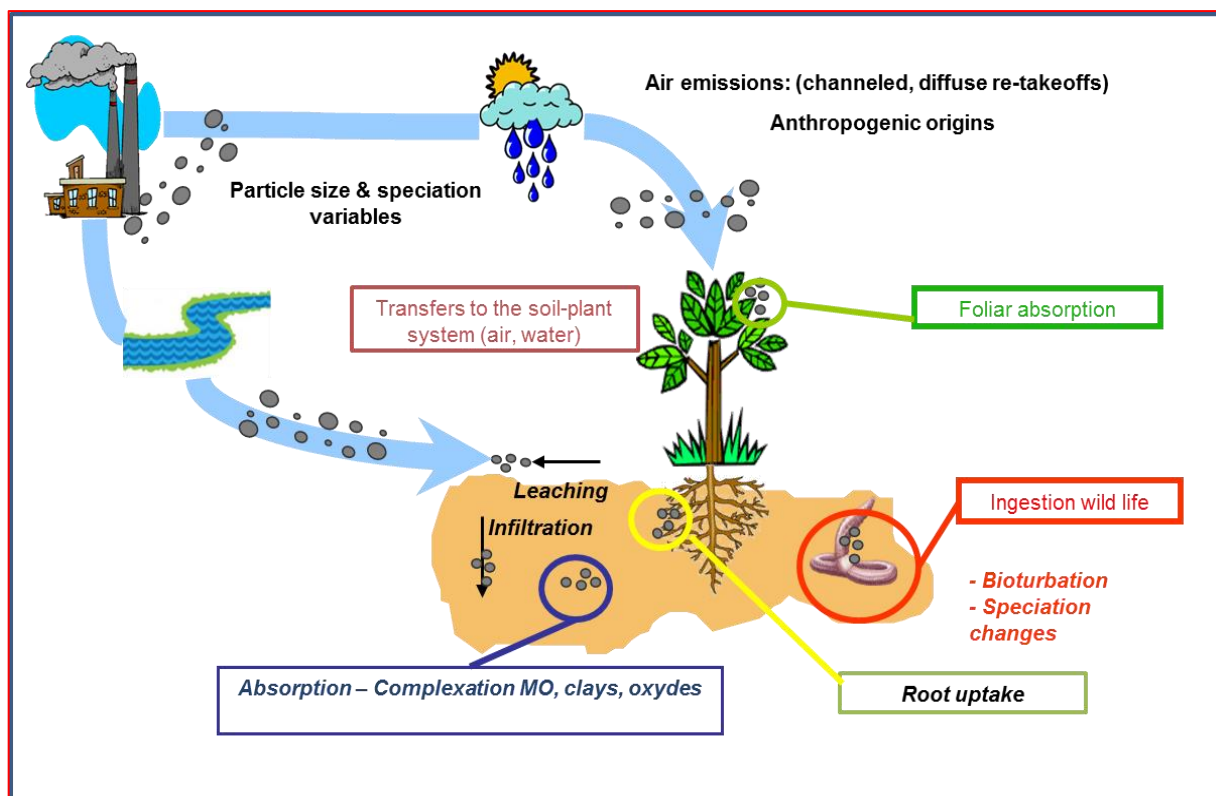 Air emissions: (channeled, diffuse re-takeoffs)
Anthropogenic origins
Particle size & speciation
variables
Transfers to the soil-plant
system (air, water)
Foliar absorption
Leaching
Infiltration
Ingestion wild life
- Bioturbation
- Speciation
changes
Absorption – Complexation MO, clays, oxydes
Root uptake